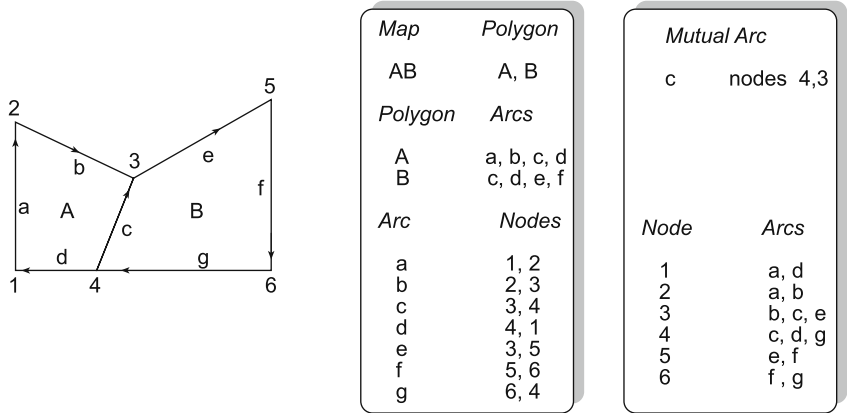 5
2
3
b
e
a
A
B
f
c
d
g
1
4
6
Map Polygon
AB A, B
Polygon Arcs
A a, b, c, d
B c, d, e, f
Arc Nodes
a 1, 2
b 2, 3
c 3, 4
d 4, 1
e 3, 5
f 5, 6
g 6, 4
Mutual Arc
c nodes 4,3
Node Arcs
1 a, d
2 a, b
3 b, c, e
4 c, d, g
5 e, f
6 f , g